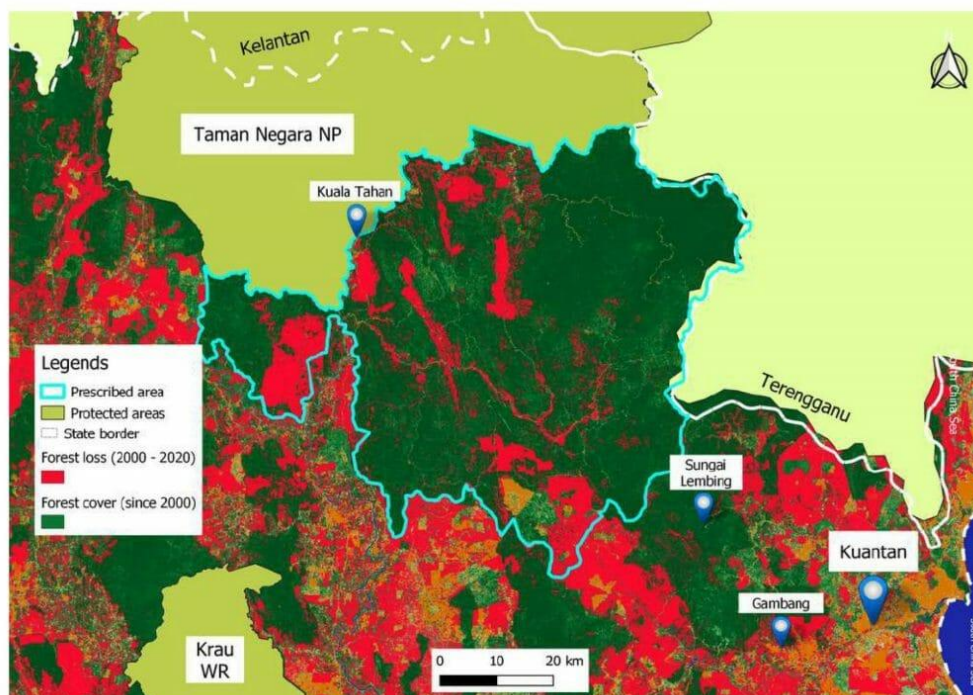 Kelantan
Taman Negara NP
Kuala Tahan
Legends
Prescribed area
Protected areas
State border
Forest loss (2000 - 2020)
Forest cover (since 2000)
Terengganu
Sungai
Lembing
Kuantan
Gambang
Krau
WR
0 10 20 km